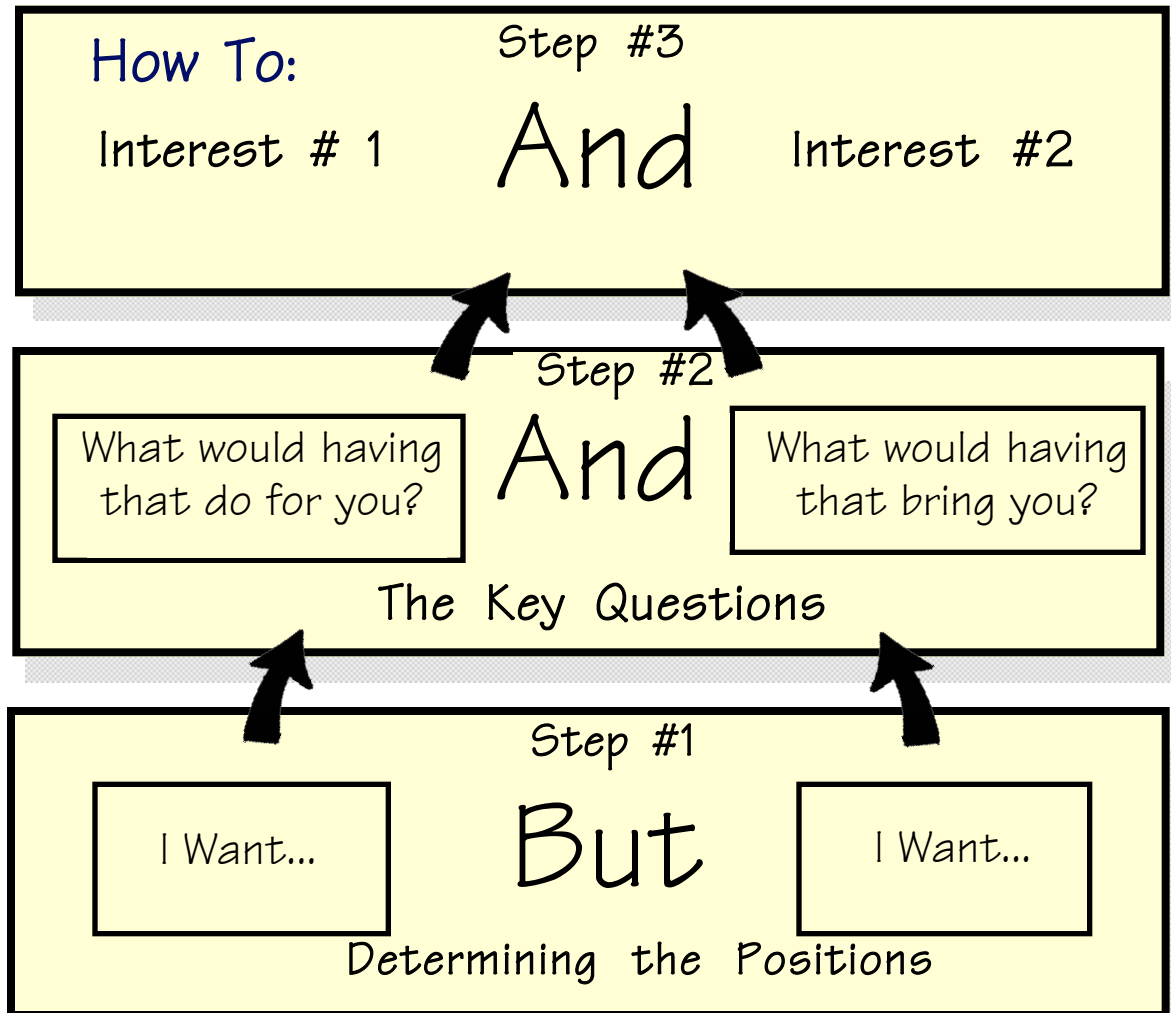 How To:
Step #3
Interest # 1
And
Interest #2
Step #2
What would having
that do for you?
And
What would having
that bring you?
The Key Questions
Step #1
I Want...
But
I Want...
Determining the Positions